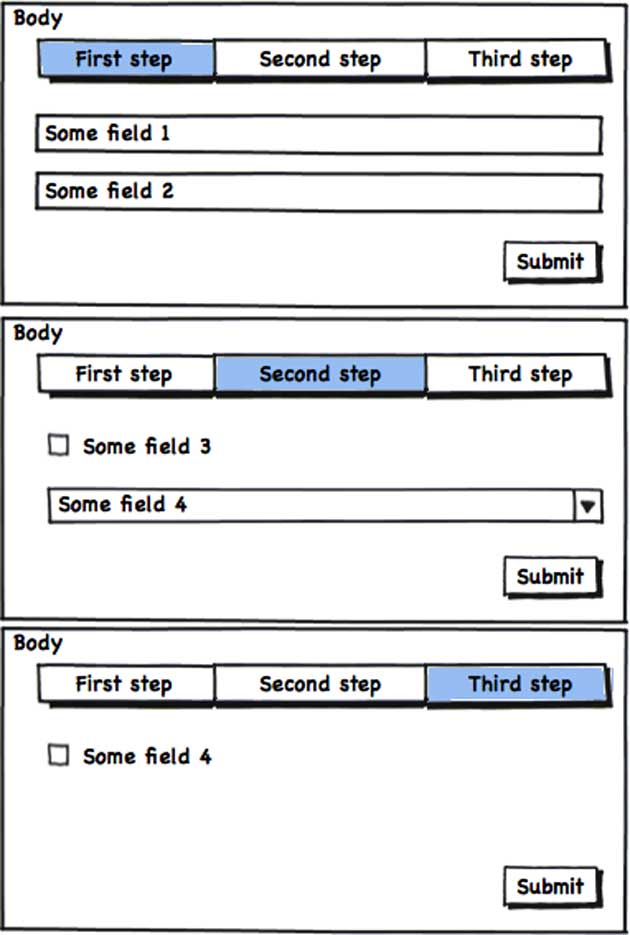 Body
First step Second step Third step
Some field 1
Some field 2
Submit
Body
First step Second step Third step
Some field 3
Some field 4
Submit
Body
First step Second step Third step
Some field 4
Submit